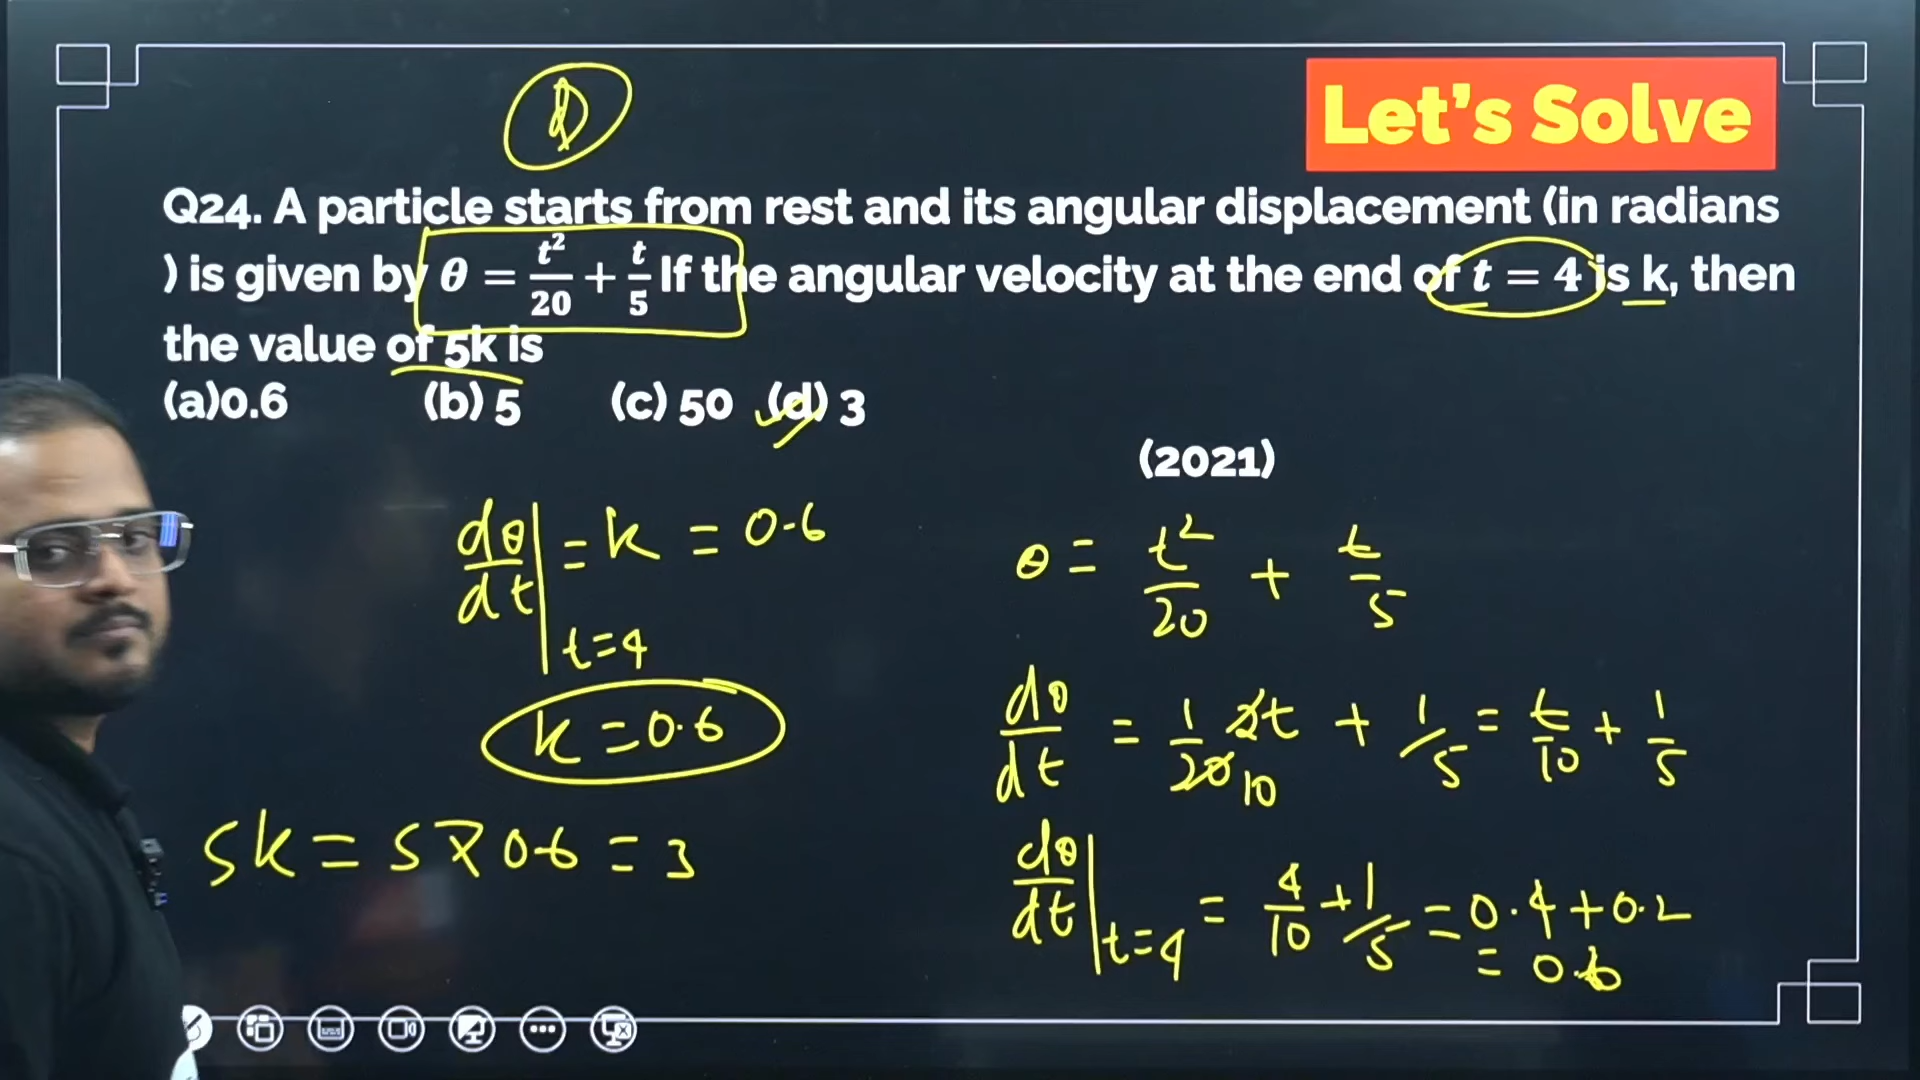 (D)
Let's Solve
Q24. A particle starts from rest and its angular displacement (in radians
) is given by θ = t²/20 + t/5 If the angular velocity at the end of t = 4 is k, then
the value of 5k is
(a)0.6 (b) 5 (c) 50 (d) 3
(2021)
dθ/dt |t=4 = k = 0.6
k = 0.6
5k = 5 × 0.6 = 3
θ = t²/20 + t/5
dθ/dt = 1/20 2t + 1/5 = t/10 + 1/5
10
dθ/dt |t=4 = 4/10 + 1/5 = 0.4 + 0.2
= 0.6